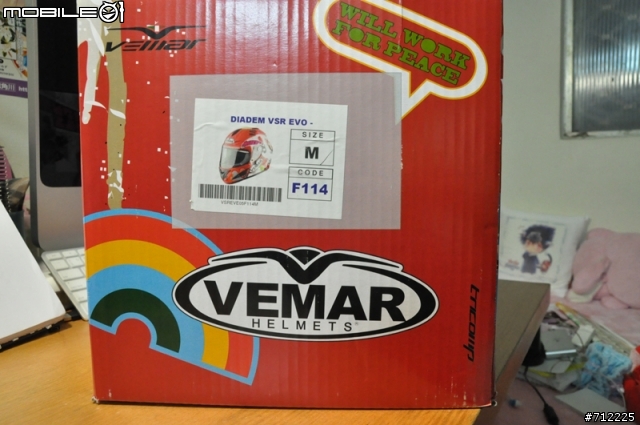 MOBILE01
vemar
WILL WORK
FOR PEACE
DIADEM VSR EVO -
SIZE
M
CODE
F114
VEMAR
HELMETS
#712225